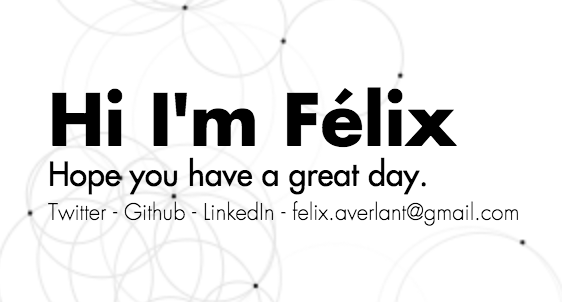 Hi I'm Félix
Hope you have a great day.
Twitter - Github - LinkedIn - felix.averlant@gmail.com